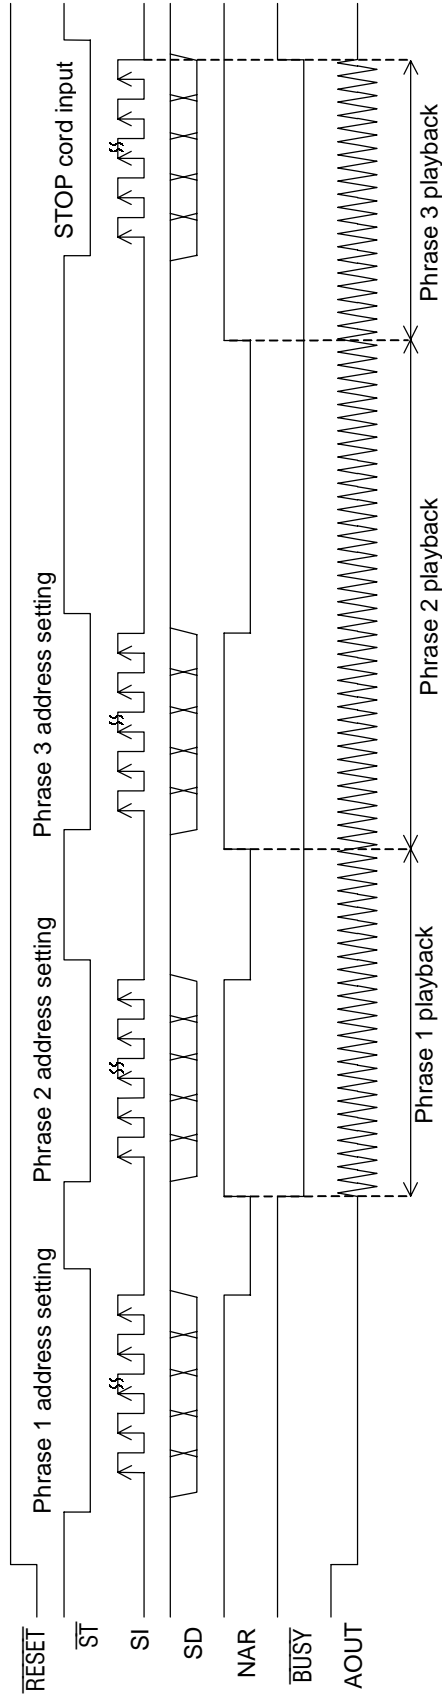 RESET
ST
SI
SD
NAR
BUSY
AOUT
Phrase 1 address setting
Phrase 2 address setting
Phrase 3 address setting
STOP cord input
Phrase 1 playback
Phrase 2 playback
Phrase 3 playback